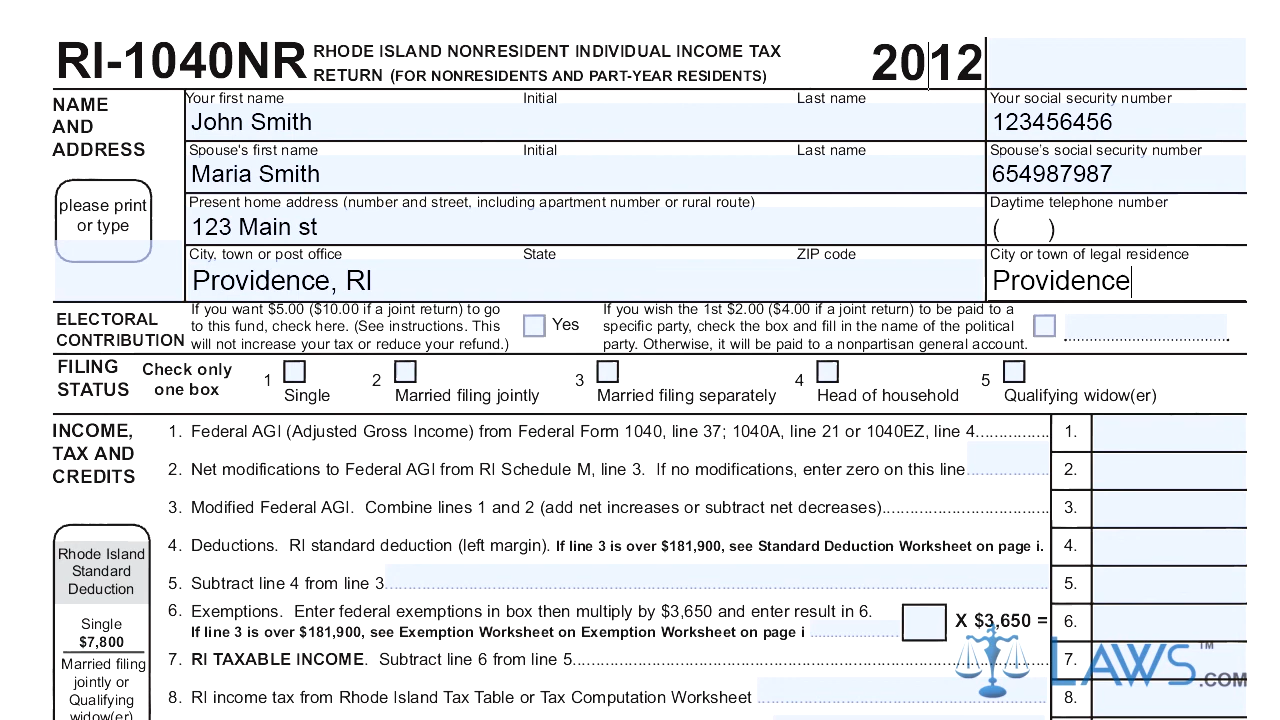 RI-1040NR RHODE ISLAND NONRESIDENT INDIVIDUAL INCOME TAX
RETURN (FOR NONRESIDENTS AND PART-YEAR RESIDENTS)
2012
NAME
AND
ADDRESS
please print
or type
Your first name Initial Last name Your social security number
John Smith 123456456
Spouse's first name Initial Last name Spouse's social security number
Maria Smith 654987987
Present home address (number and street, including apartment number or rural route) Daytime telephone number
123 Main st ( )
City, town or post office State ZIP code City or town of legal residence
Providence, RI Providence
ELECTORAL
CONTRIBUTION
If you want $5.00 ($10.00 if a joint return) to go
to this fund, check here. (See instructions. This
will not increase your tax or reduce your refund.)
Yes
If you wish the 1st $2.00 ($4.00 if a joint return) to be paid to a
specific party, check the box and fill in the name of the political
party. Otherwise, it will be paid to a nonpartisan general account.
FILING
STATUS
Check only
one box
1 Single
2 Married filing jointly
3 Married filing separately
4 Head of household
5 Qualifying widow(er)
INCOME,
TAX AND
CREDITS
1. Federal AGI (Adjusted Gross Income) from Federal Form 1040, line 37; 1040A, line 21 or 1040EZ, line 4................ 1.
2. Net modifications to Federal AGI from RI Schedule M, line 3. If no modifications, enter zero on this line 2.
3. Modified Federal AGI. Combine lines 1 and 2 (add net increases or subtract net decreases)................................... 3.
4. Deductions. RI standard deduction (left margin). If line 3 is over $181,900, see Standard Deduction Worksheet on page i. 4.
5. Subtract line 4 from line 3 5.
6. Exemptions. Enter federal exemptions in box then multiply by $3,650 and enter result in 6.
If line 3 is over $181,900, see Exemption Worksheet on Exemption Worksheet on page i
X $3,650 = 6.
7. RI TAXABLE INCOME. Subtract line 6 from line 5.................................................. 7.
8. RI income tax from Rhode Island Tax Table or Tax Computation Worksheet 8.
Rhode Island
Standard
Deduction
Single
$7,800
Married filing
jointly or
Qualifying
widow(er)
LAWS.COM™